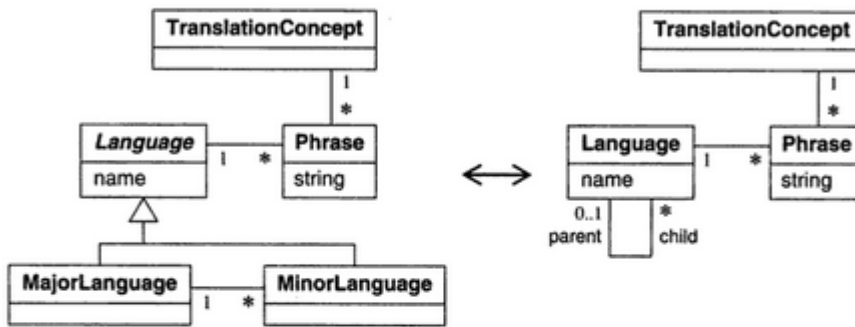 TranslationConcept
1
*
Language
name
1 *
Phrase
string
MajorLanguage
1 *
MinorLanguage
TranslationConcept
1
*
Language
name
1 *
Phrase
string
0..1 *
parent child